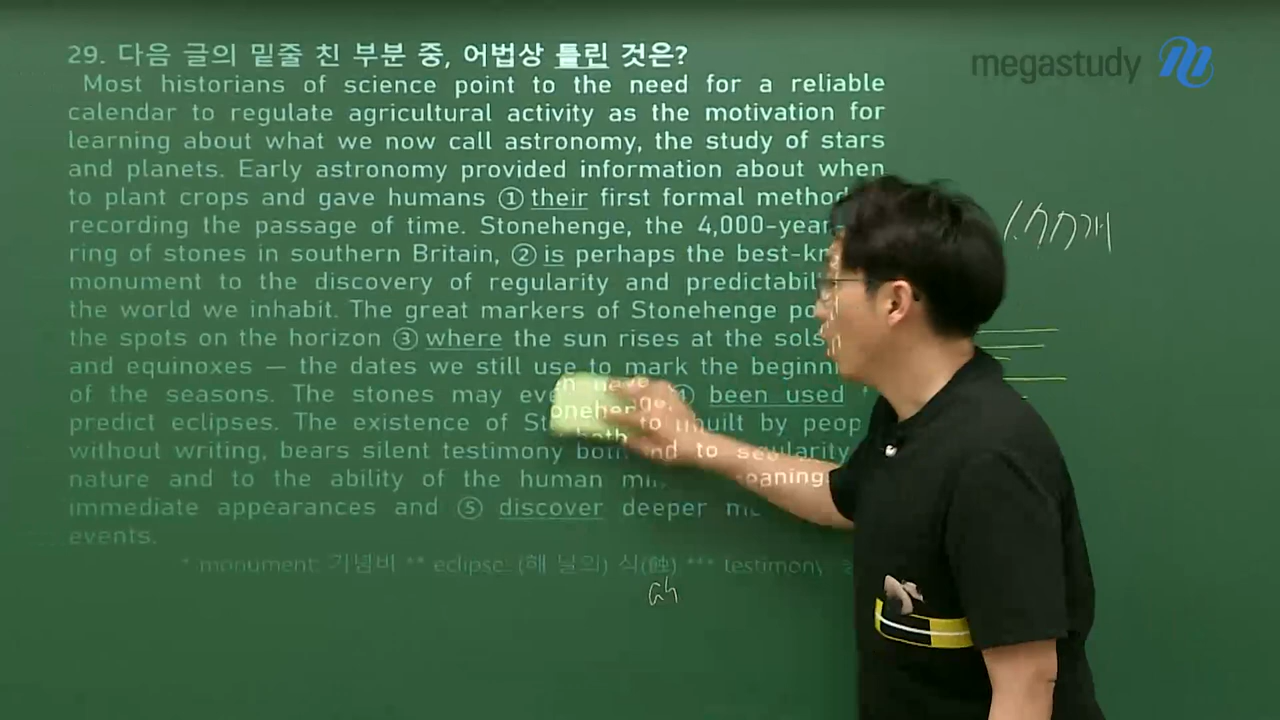 29. 다음 글의 밑줄 친 부분 중, 어법상 틀린 것은?
megastudy
Most historians of science point to the need for a reliable
calendar to regulate agricultural activity as the motivation for
learning about what we now call astronomy, the study of stars
and planets. Early astronomy provided information about when
to plant crops and gave humans ① their first formal method
recording the passage of time. Stonehenge, the 4,000-year
ring of stones in southern Britain, ② is perhaps the best-kn
monument to the discovery of regularity and predictabil
the world we inhabit. The great markers of Stonehenge po
the spots on the horizon ③ where the sun rises at the sols
and equinoxes — the dates we still use to mark the beginn
of the seasons. The stones may even have ④ been used
predict eclipses. The existence of Stonehenge, built by peop
without writing, bears silent testimony both to regularity
nature and to the ability of the human min
immediate appearances and ⑤ discover deeper meanings
events.
* monument: 기념비 ** eclipse: (해 달의) 식(蝕) *** testimony: